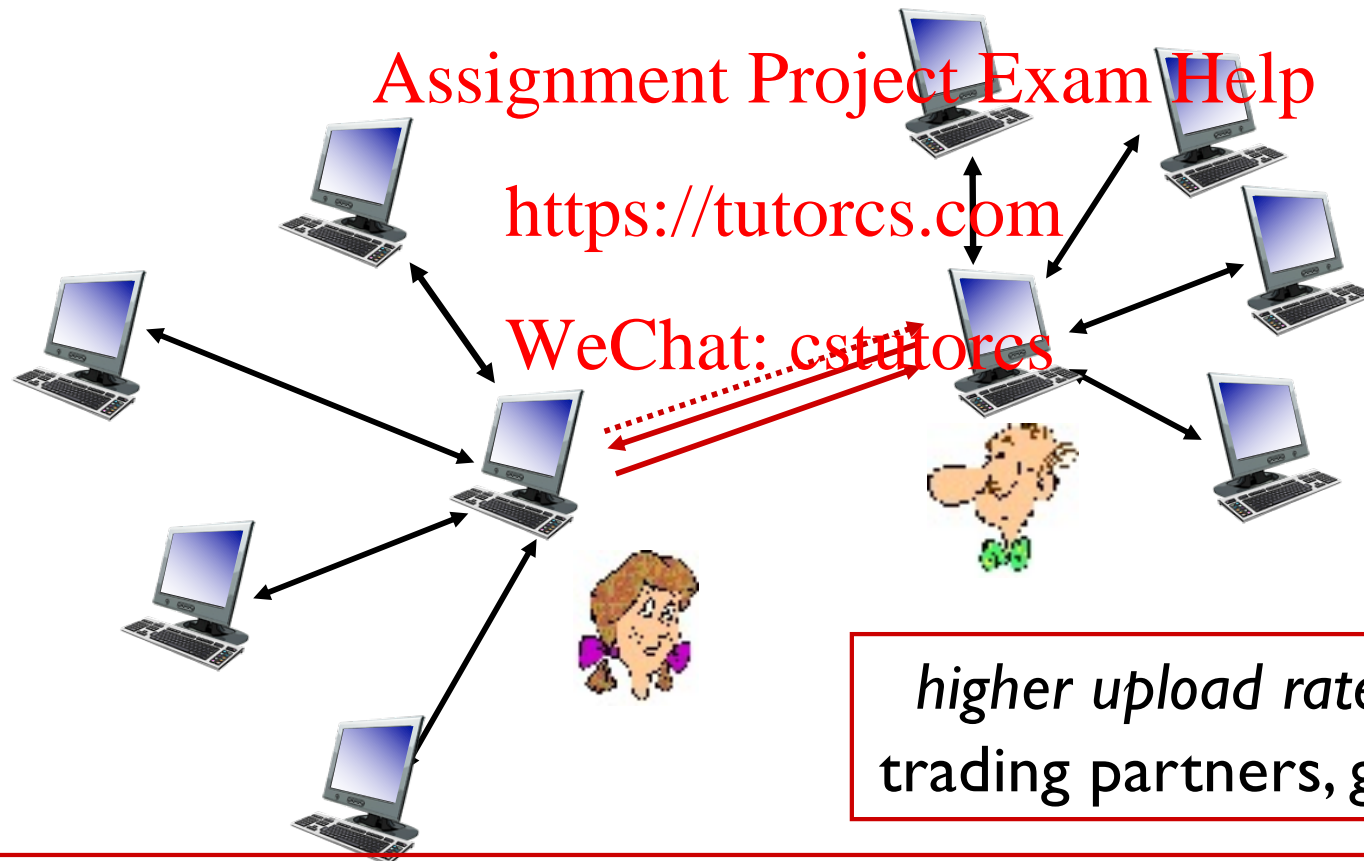 Assignment Project Exam Help
https://tutorcs.com
WeChat: cstutorcs
higher upload rate
trading partners, g